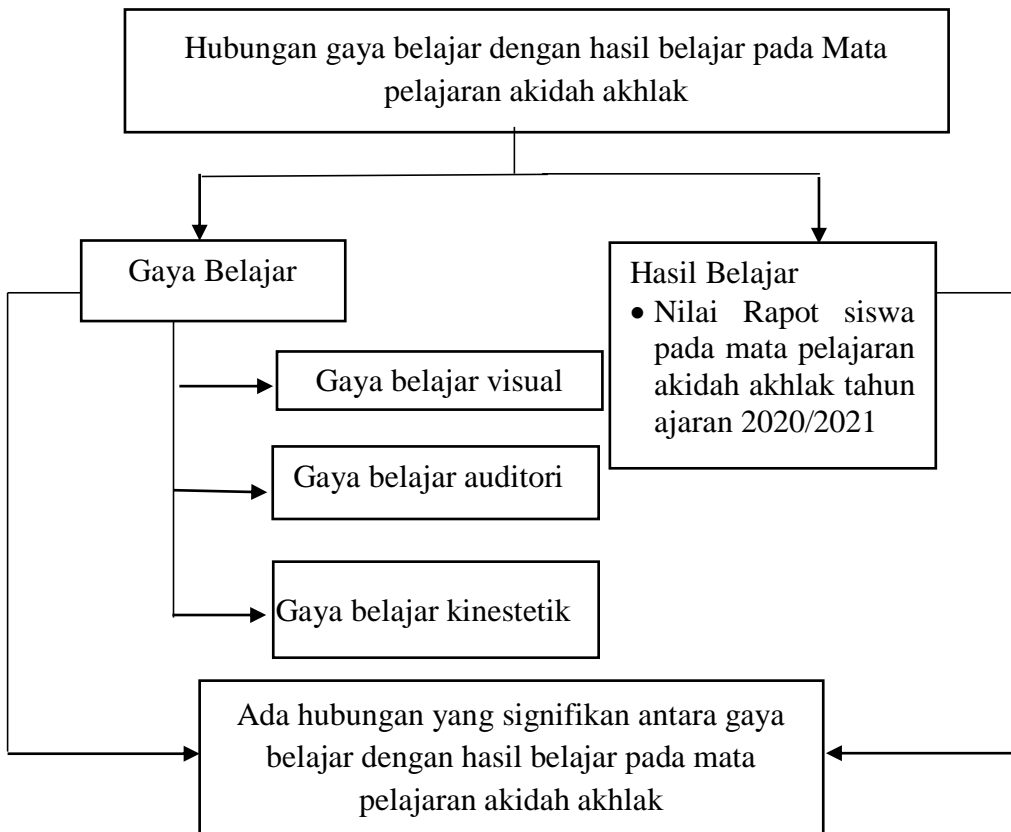 Hubungan gaya belajar dengan hasil belajar pada Mata
pelajaran akidah akhlak
Gaya Belajar
Hasil Belajar
• Nilai Rapot siswa
pada mata pelajaran
akidah akhlak tahun
ajaran 2020/2021
Gaya belajar visual
Gaya belajar auditori
Gaya belajar kinestetik
Ada hubungan yang signifikan antara gaya
belajar dengan hasil belajar pada mata
pelajaran akidah akhlak